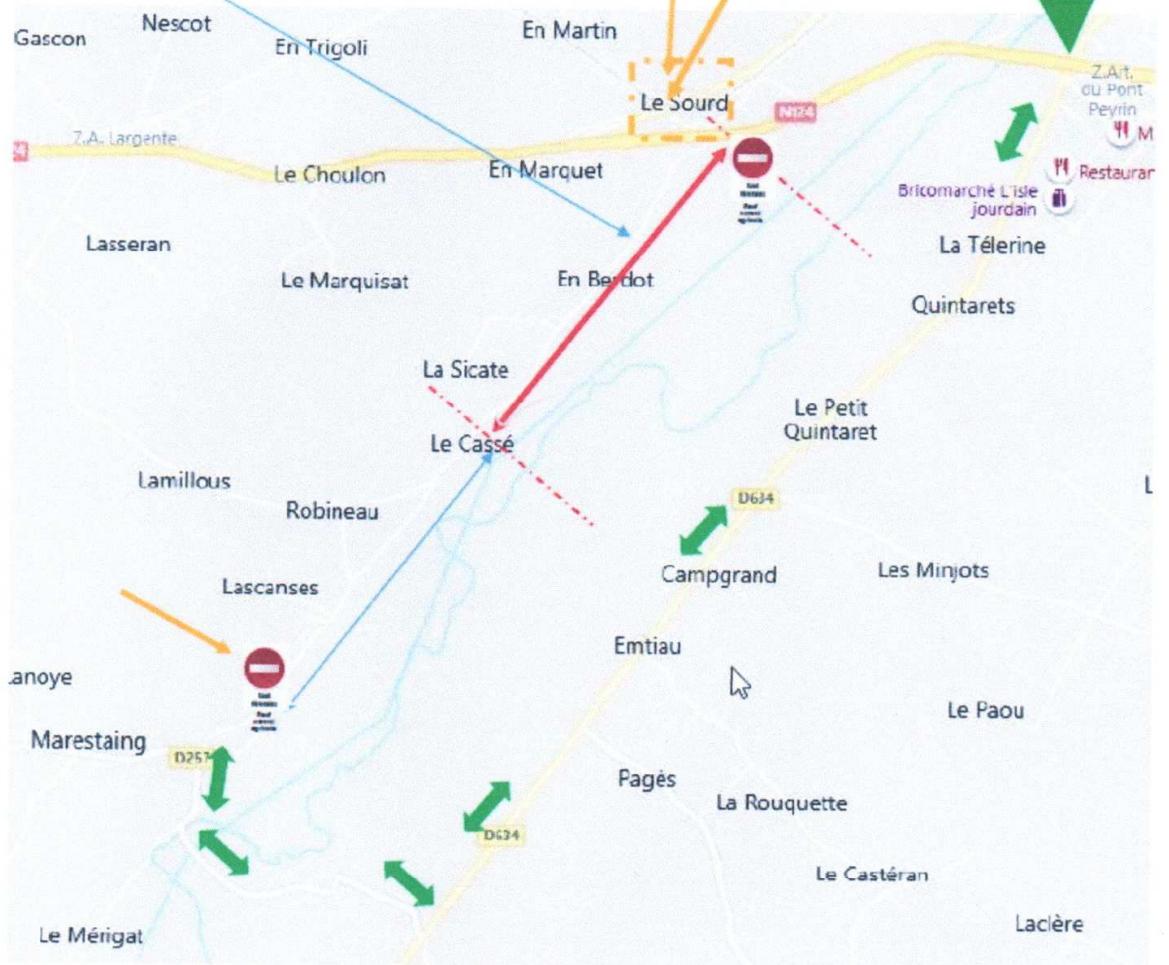 Nescot
Gascon
En Trigoli
En Martin
Z.Art.
du Pont
Peyrin
Le Sourd
N124
Z.A. Largente
Le Choulon
En Marquet
M
Restaurar
Bricomarché L'Isle
jourdain
Lasseran
La Télerine
Le Marquisat
En Berdot
Quintarets
La Sicate
Le Petit
Quintaret
Le Cassé
Lamillous
L
D634
Robineau
Campgrand
Les Minjots
Lascanses
Emtiau
anoye
Le Paou
Marestaing
D257
Pagès
La Rouquette
D634
Le Castéran
Laclère
Le Mérigat